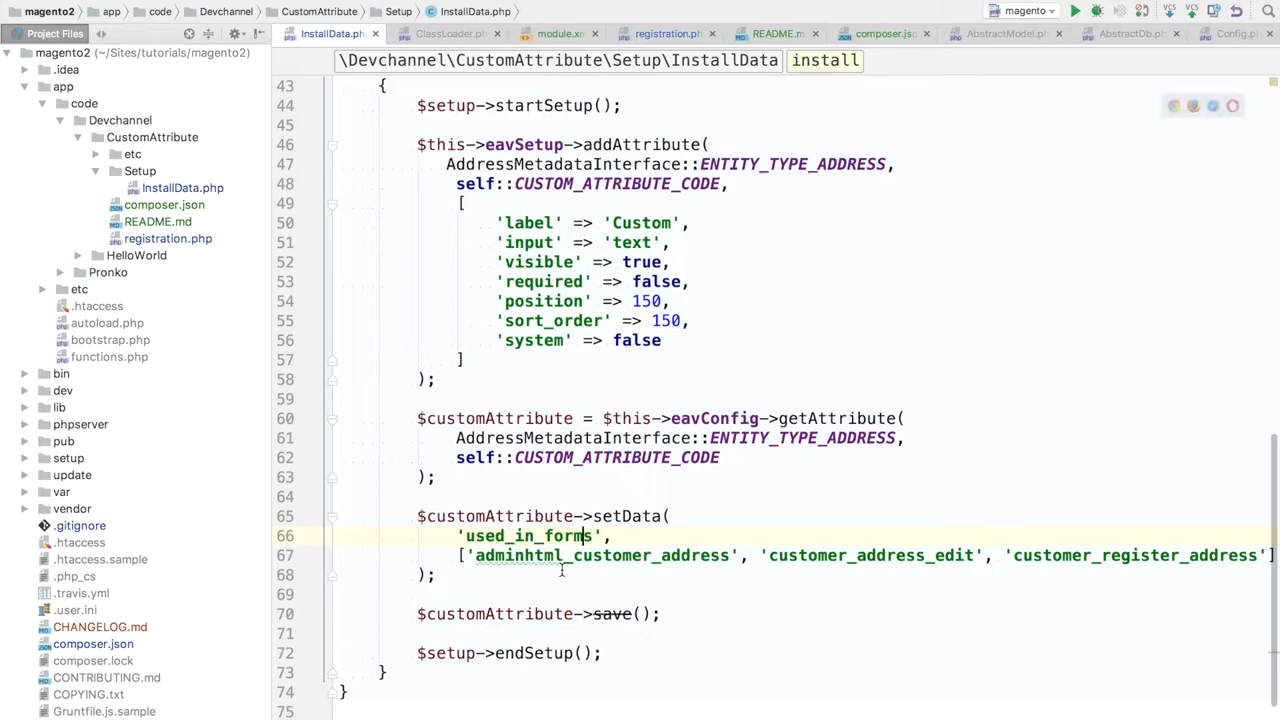 magento2 app code Devchannel CustomAttribute Setup InstallData.php magento
Project Files InstallData.php ClassLoader.php module.xn registration.php README.md composer.jsc AbstractModel.php AbstractDb.php Config.ph
magento2 (~/Sites/tutorials/magento2)
.idea
app
code
Devchannel
CustomAttribute
etc
Setup
InstallData.php
composer.json
README.md
registration.php
HelloWorld
Pronko
etc
.htaccess
autoload.php
bootstrap.php
functions.php
bin
dev
lib
phpserver
pub
setup
update
var
vendor
.gitignore
.htaccess
.php_cs
.travis.yml
.user.ini
CHANGELOG.md
composer.json
composer.lock
CONTRIBUTING.md
COPYING.txt
Gruntfile.js.sample
\Devchannel\CustomAttribute\Setup\InstallData install
43 {
44 $setup->startSetup();
45
46 $this->eavSetup->addAttribute(
47 AddressMetadataInterface::ENTITY_TYPE_ADDRESS,
48 self::CUSTOM_ATTRIBUTE_CODE,
49 [
50 'label' => 'Custom',
51 'input' => 'text',
52 'visible' => true,
53 'required' => false,
54 'position' => 150,
55 'sort_order' => 150,
56 'system' => false
57 ]
58 );
59
60 $customAttribute = $this->eavConfig->getAttribute(
61 AddressMetadataInterface::ENTITY_TYPE_ADDRESS,
62 self::CUSTOM_ATTRIBUTE_CODE
63 );
64
65 $customAttribute->setData(
66 'used_in_forms',
67 ['adminhtml_customer_address', 'customer_address_edit', 'customer_register_address']
68 );
69
70 $customAttribute->save();
71
72 $setup->endSetup();
73 }
74 }
75